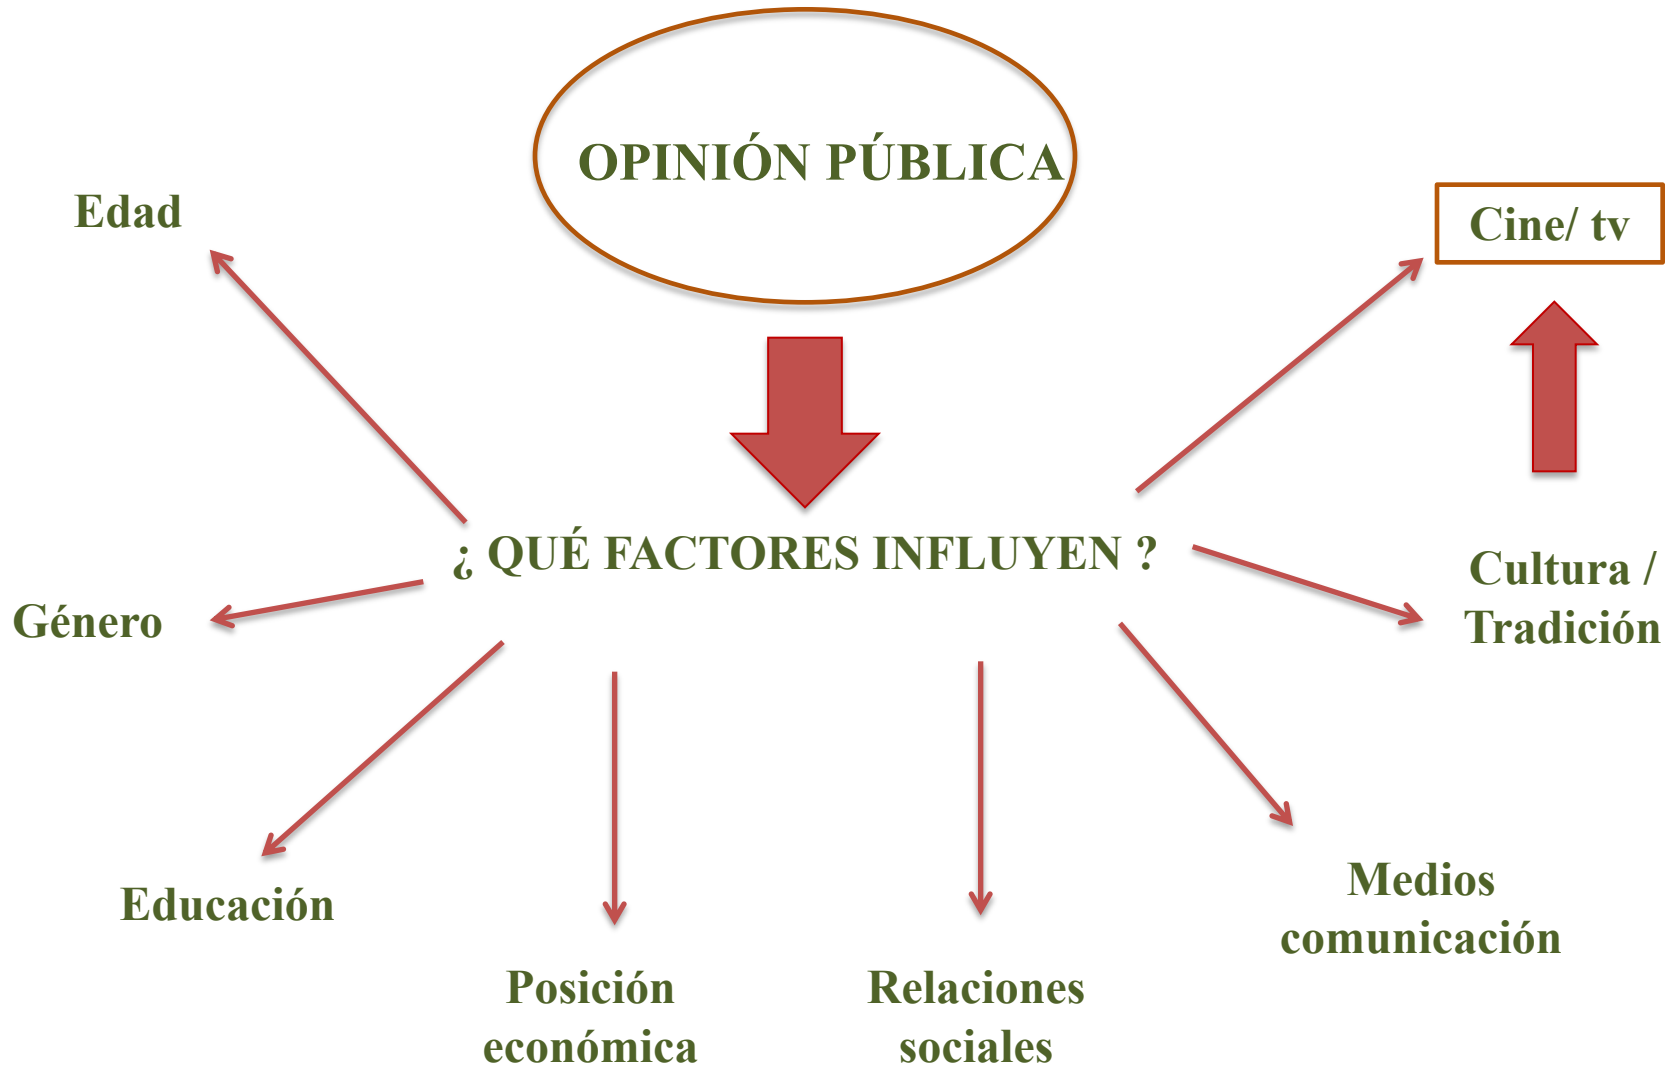 OPINIÓN PÚBLICA
Edad
Cine/ tv
¿ QUÉ FACTORES INFLUYEN ?
Cultura /
Tradición
Género
Educación
Medios
comunicación
Posición
económica
Relaciones
sociales